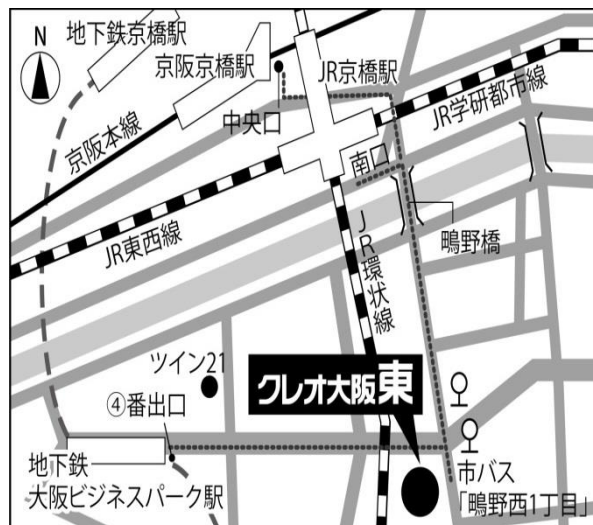 N
地下鉄京橋駅
京阪京橋駅
JR京橋駅
中央口
京阪本線
JR学研都市線
南口
JR東西線
JR環状線
鴫野橋
ツイン21
クレオ大阪東
④番出口
地下鉄
大阪ビジネスパーク駅
市バス
「鴫野西1丁目」